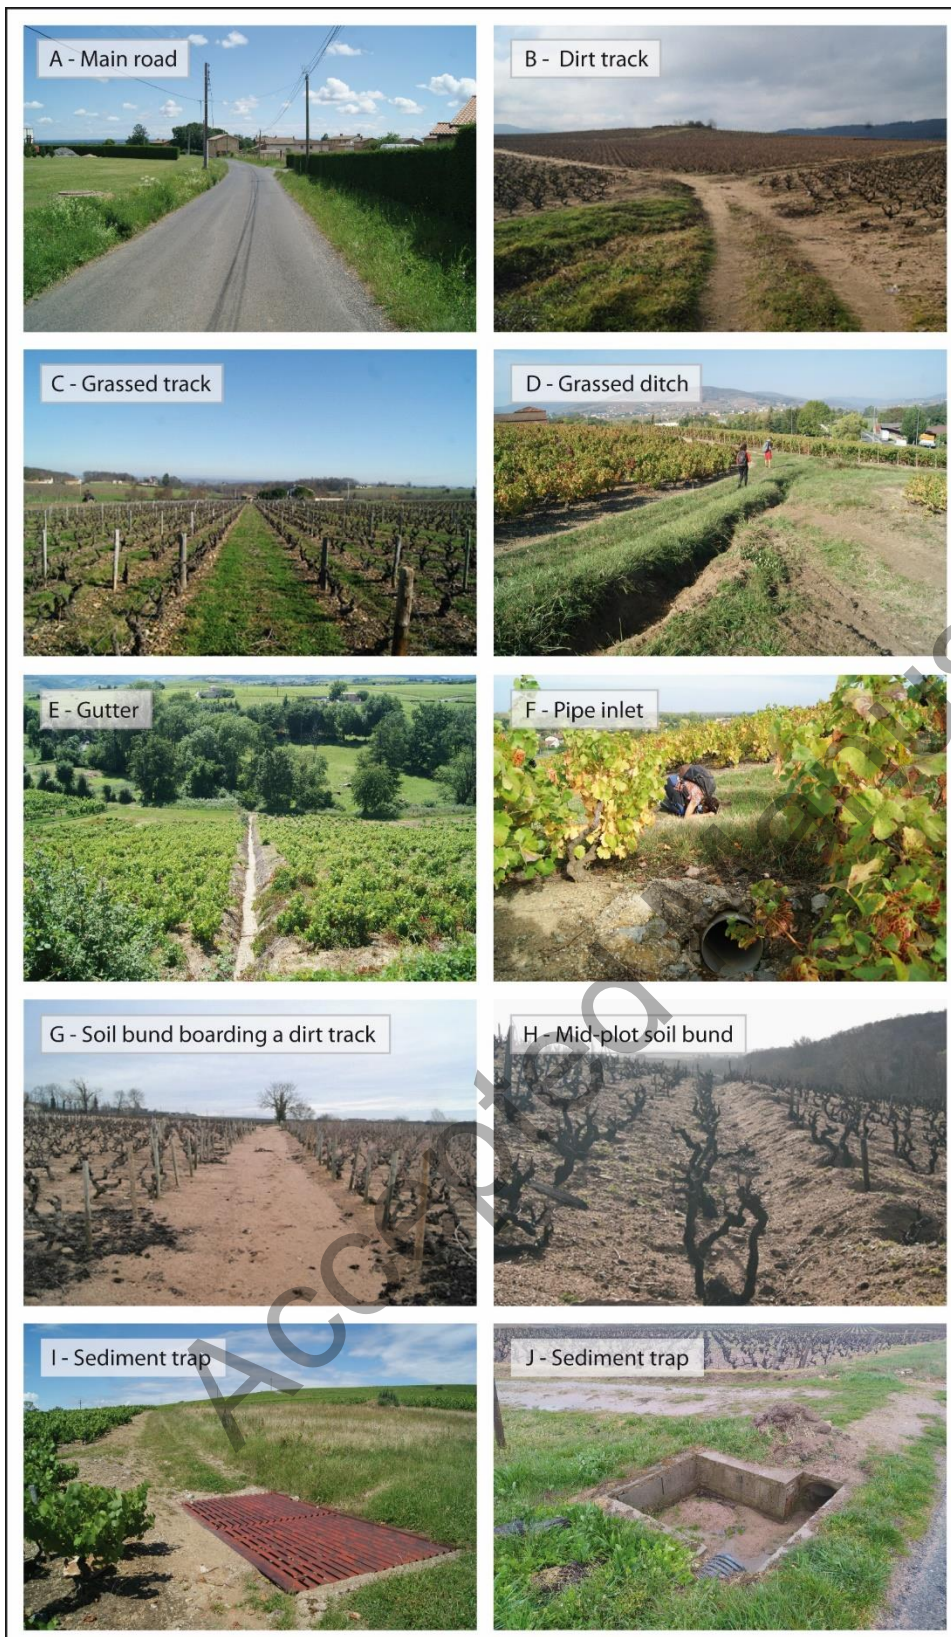 A - Main road
B - Dirt track
C - Grassed track
D - Grassed ditch
E - Gutter
F - Pipe inlet
G - Soil bund boarding a dirt track
H - Mid-plot soil bund
I - Sediment trap
J - Sediment trap
Accepted